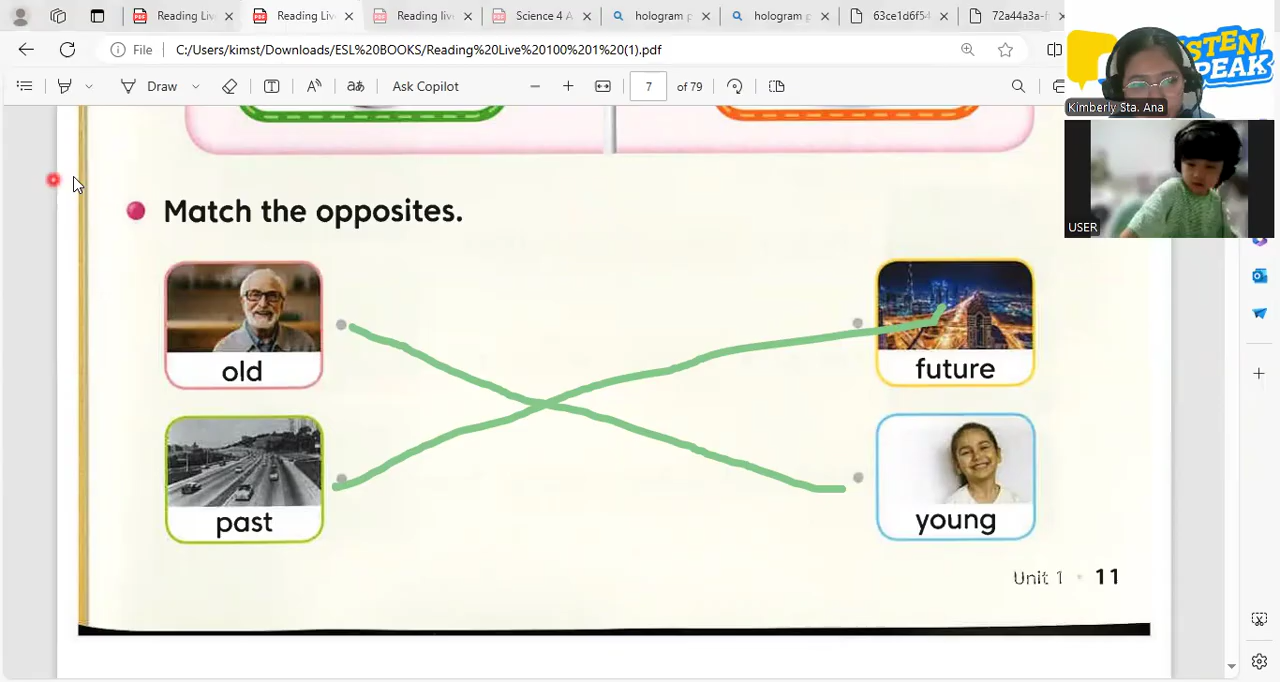 Reading Liv
Reading Liv
Reading liv
Science 4 A
hologram p
hologram p
63ce1d6f54
72a44a3a-f
File C:/Users/kimst/Downloads/ESL%20BOOKS/Reading%20Live%20100%201%20(1).pdf
Draw
Ask Copilot
7 of 79
Kimberly Sta. Ana
USER
Match the opposites.
old
future
past
young
Unit 1 • 11